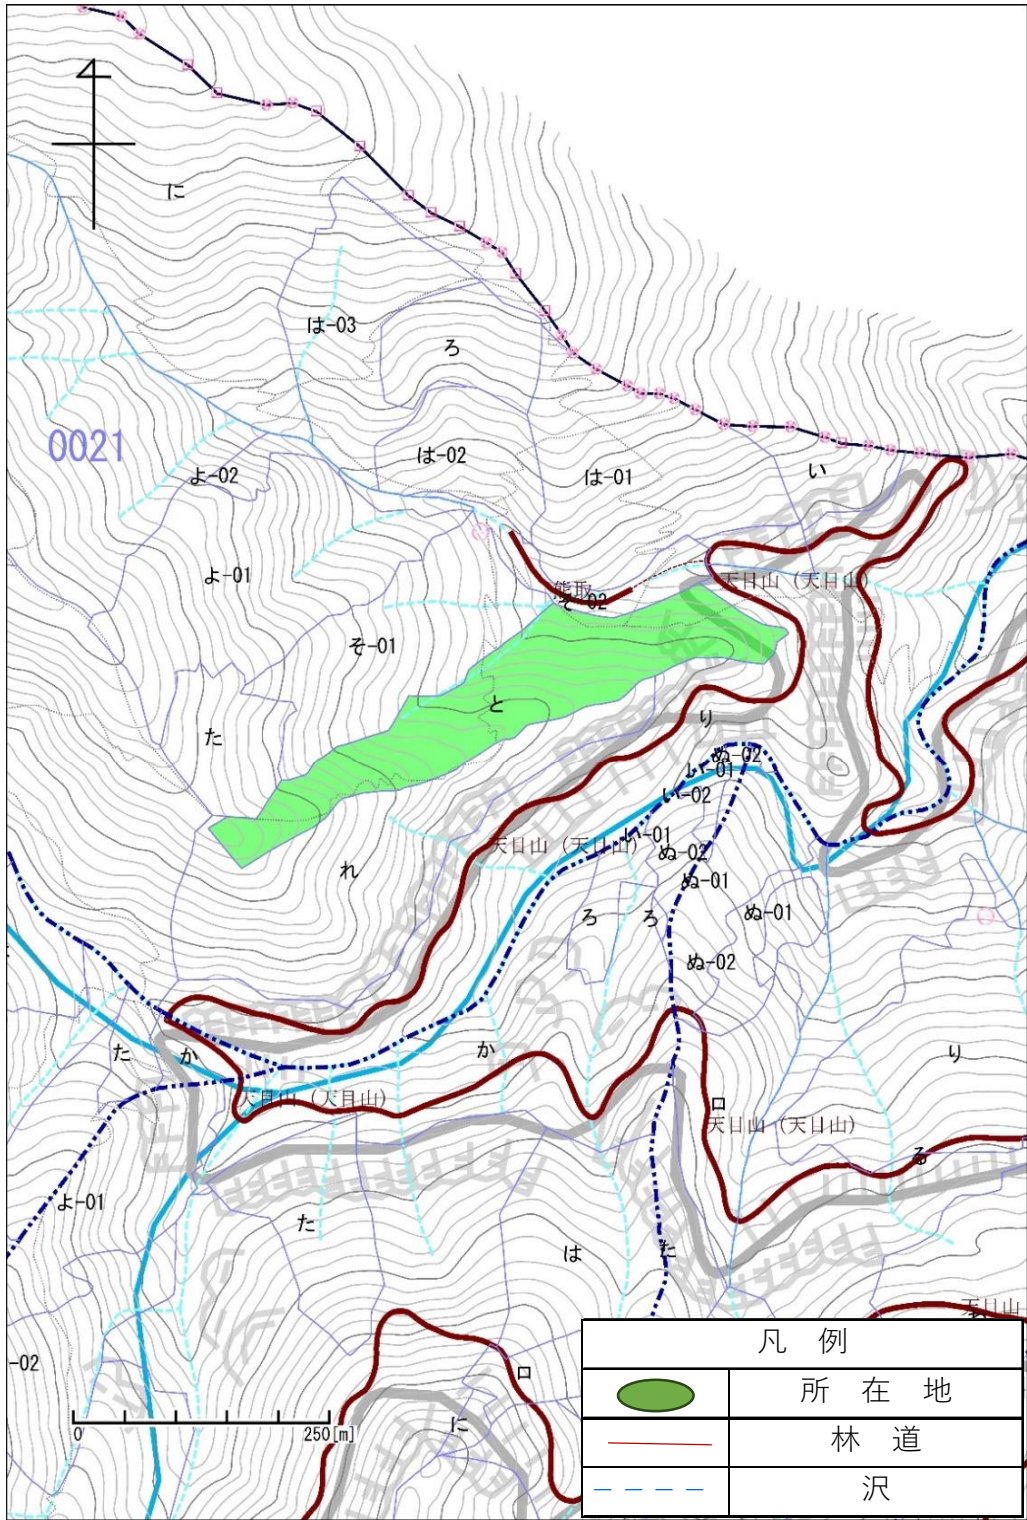 に
は-03
ろ
0021
は-02
い
よ-02
は-01
よ-01
熊取
天目山（天目山）
そ-02
そ-01
と
た
り
ぬ-02
い-01
い-02
い-01
天目山（天目山）
ぬ-02
れ
ぬ-01
ろ
ろ
ぬ-01
ぬ-02
た
か
か
り
天目山（天目山）
ロ
天目山（天目山）
る
よ-01
た
は
た
天目山
-02
ロ
に
0
250[m]
凡 例
所 在 地
林 道
沢